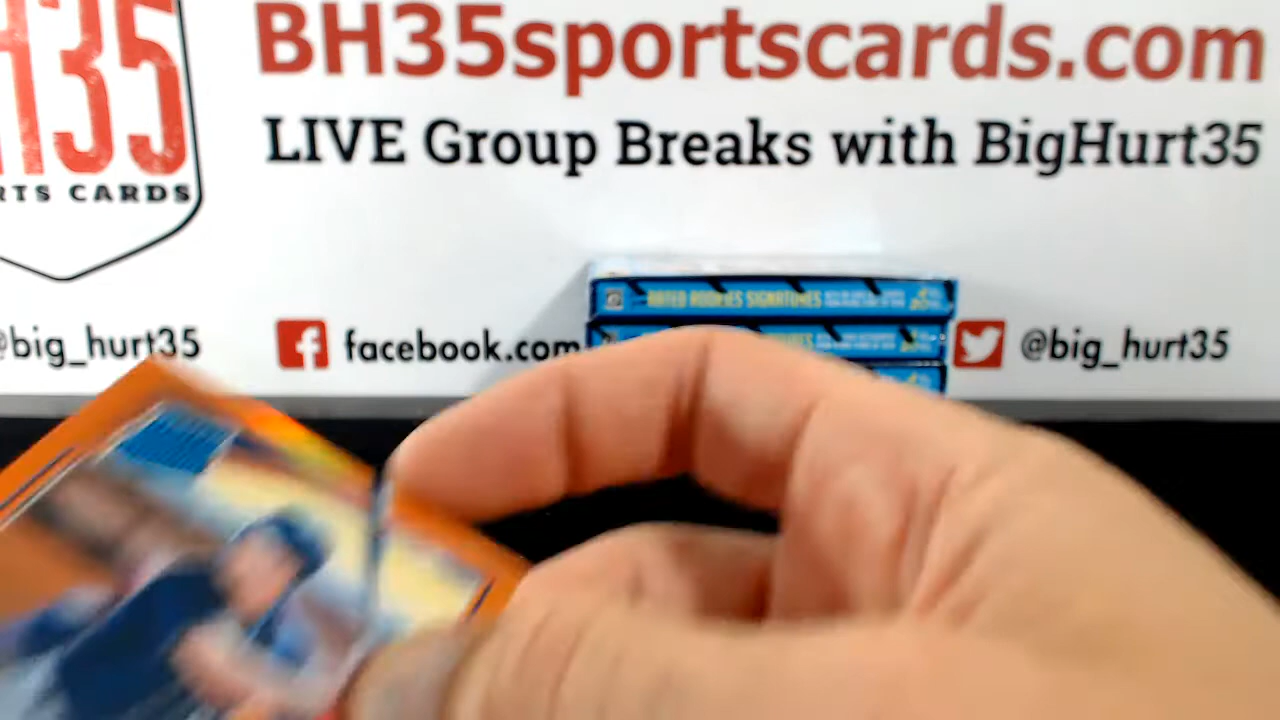 H35
RTS CARDS
BH35sportscards.com
LIVE Group Breaks with BigHurt35
RATED ROOKIES SIGNATURES
@big_hurt35
facebook.com
@big_hurt35